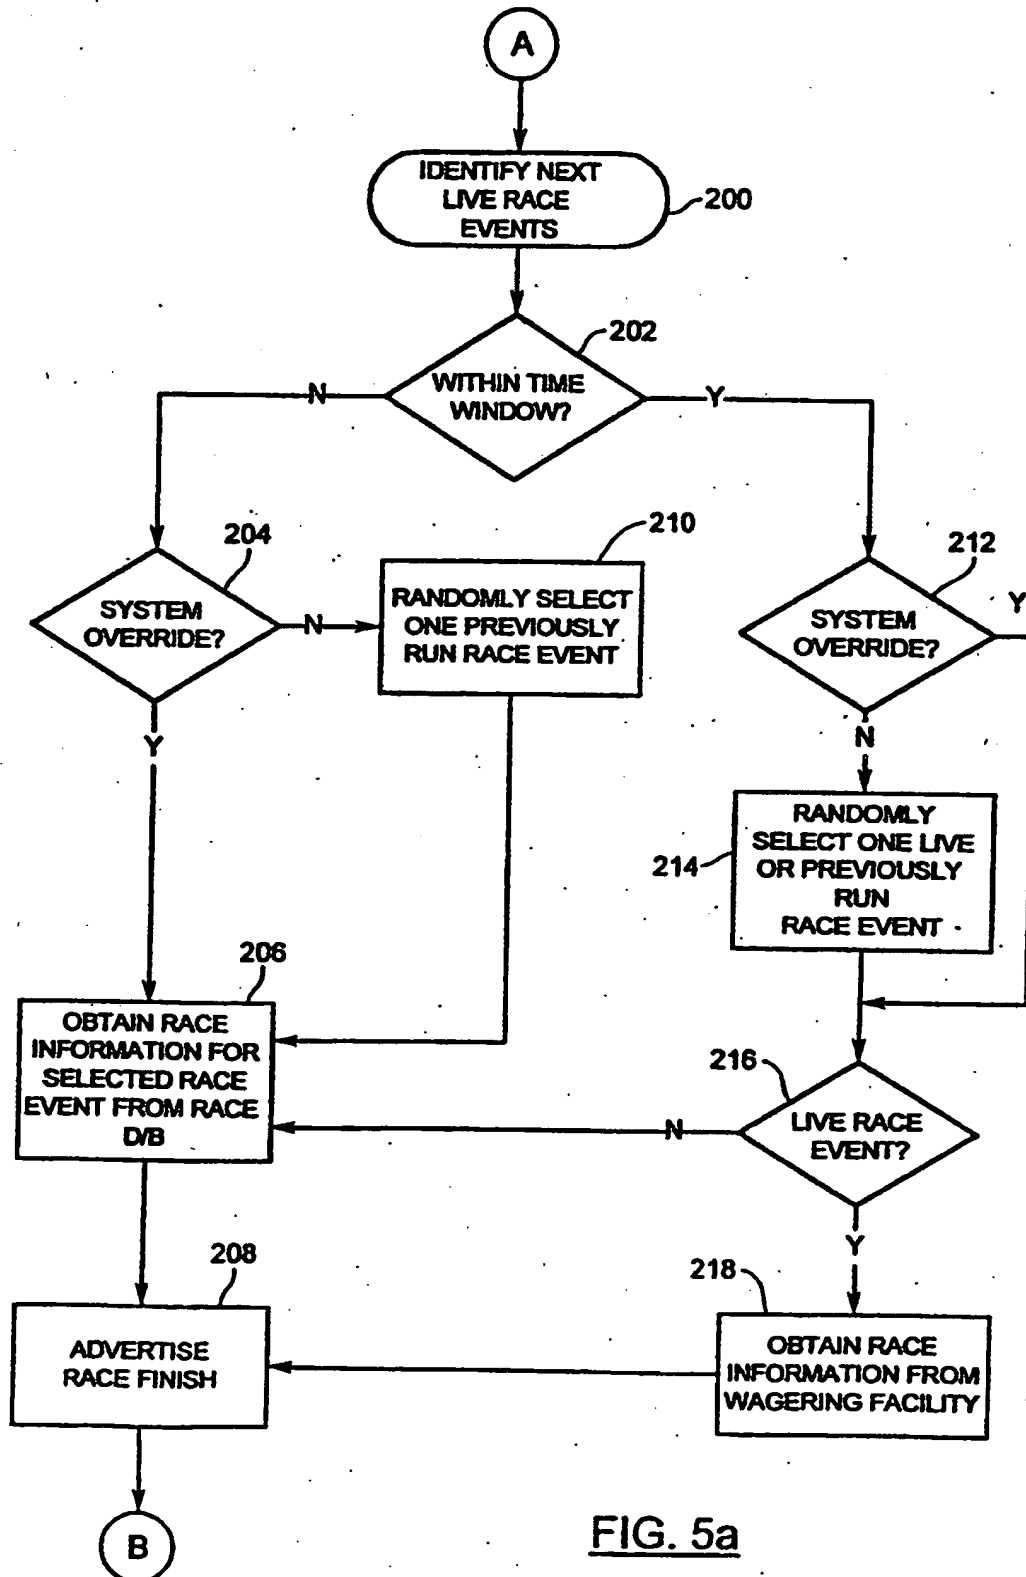 A
IDENTIFY NEXT
LIVE RACE
EVENTS
200
202
WITHIN TIME
WINDOW?
N
Y
204
SYSTEM
OVERRIDE?
N
Y
210
RANDOMLY SELECT
ONE PREVIOUSLY
RUN RACE EVENT
212
SYSTEM
OVERRIDE?
Y
N
214
RANDOMLY
SELECT ONE LIVE
OR PREVIOUSLY
RUN
RACE EVENT
206
OBTAIN RACE
INFORMATION FOR
SELECTED RACE
EVENT FROM RACE
D/B
216
LIVE RACE
EVENT?
N
Y
208
ADVERTISE
RACE FINISH
218
OBTAIN RACE
INFORMATION FROM
WAGERING FACILITY
B
FIG. 5a